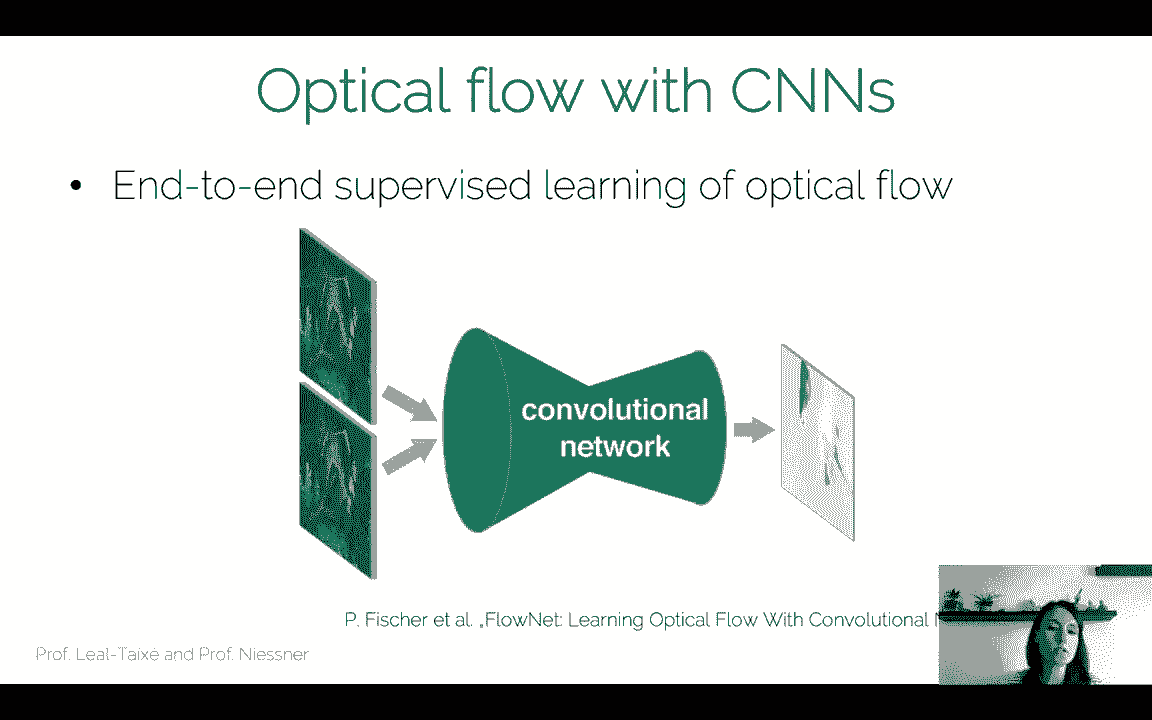 Optical flow with CNNs
• End-to-end supervised learning of optical flow
convolutional
network
P. Fischer et al. „FlowNet: Learning Optical Flow With Convolutional
Prof. Leal-Taixé and Prof. Niessner